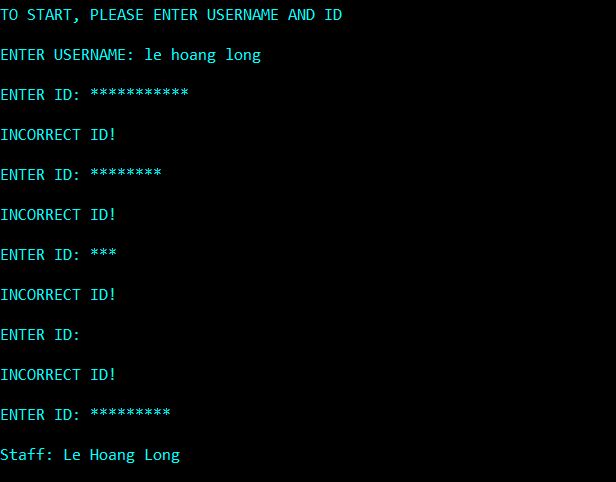 TO START, PLEASE ENTER USERNAME AND ID
ENTER USERNAME: le hoang long
ENTER ID: ***********
INCORRECT ID!
ENTER ID: ********
INCORRECT ID!
ENTER ID: ***
INCORRECT ID!
ENTER ID:
INCORRECT ID!
ENTER ID: *********
Staff: Le Hoang Long